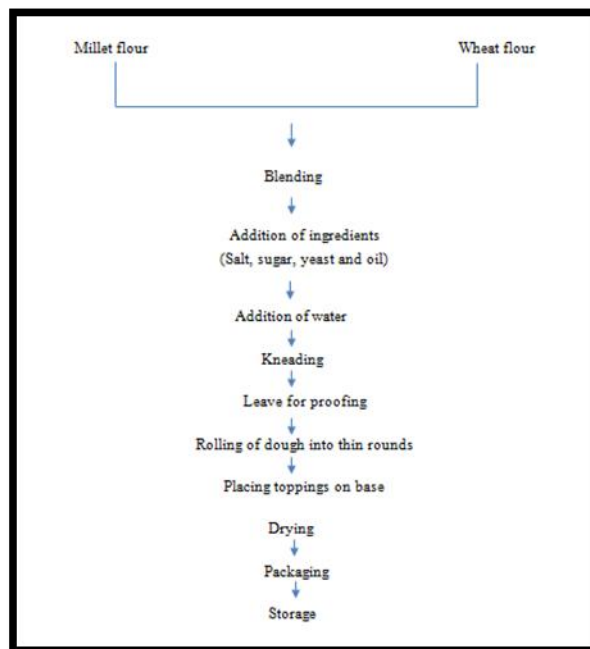 Millet flour
Wheat flour
Blending
Addition of ingredients
(Salt, sugar, yeast and oil)
Addition of water
Kneading
Leave for proofing
Rolling of dough into thin rounds
Placing toppings on base
Drying
Packaging
Storage